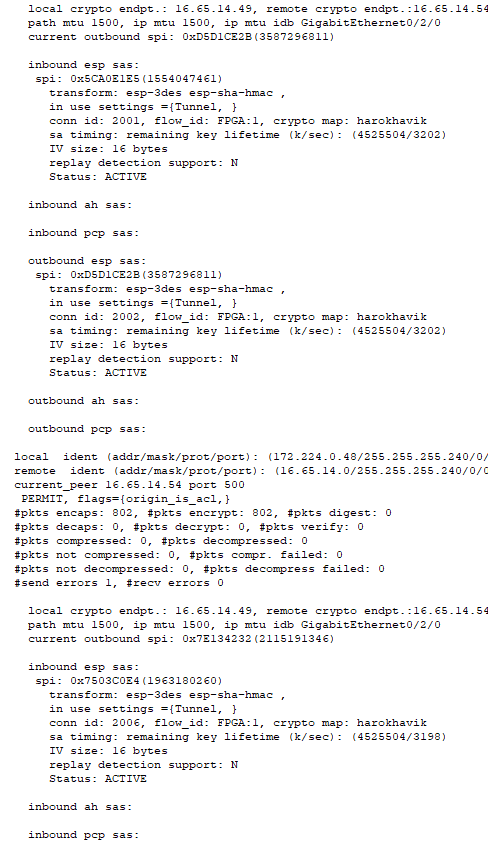 local crypto endpt.: 16.65.14.49, remote crypto endpt.:16.65.14.54
path mtu 1500, ip mtu 1500, ip mtu idb GigabitEthernet0/2/0
current outbound spi: 0xD5D1CE2B(3587296811)
inbound esp sas:
spi: 0x5CA0E1E5(1554047461)
transform: esp-3des esp-sha-hmac ,
in use settings ={Tunnel, }
conn id: 2001, flow_id: FPGA:1, crypto map: harokhavik
sa timing: remaining key lifetime (k/sec): (4525504/3202)
IV size: 16 bytes
replay detection support: N
Status: ACTIVE
inbound ah sas:
inbound pcp sas:
outbound esp sas:
spi: 0xD5D1CE2B(3587296811)
transform: esp-3des esp-sha-hmac ,
in use settings ={Tunnel, }
conn id: 2002, flow_id: FPGA:1, crypto map: harokhavik
sa timing: remaining key lifetime (k/sec): (4525504/3202)
IV size: 16 bytes
replay detection support: N
Status: ACTIVE
outbound ah sas:
outbound pcp sas:
local ident (addr/mask/prot/port): (172.224.0.48/255.255.255.240/0/
remote ident (addr/mask/prot/port): (16.65.14.0/255.255.255.240/0/0
current_peer 16.65.14.54 port 500
PERMIT, flags={origin_is_acl,}
#pkts encaps: 802, #pkts encrypt: 802, #pkts digest: 0
#pkts decaps: 0, #pkts decrypt: 0, #pkts verify: 0
#pkts compressed: 0, #pkts decompressed: 0
#pkts not compressed: 0, #pkts compr. failed: 0
#pkts not decompressed: 0, #pkts decompress failed: 0
#send errors 1, #recv errors 0
local crypto endpt.: 16.65.14.49, remote crypto endpt.:16.65.14.54
path mtu 1500, ip mtu 1500, ip mtu idb GigabitEthernet0/2/0
current outbound spi: 0x7E134232(2115191346)
inbound esp sas:
spi: 0x7503C0E4(1963180260)
transform: esp-3des esp-sha-hmac ,
in use settings ={Tunnel, }
conn id: 2006, flow_id: FPGA:1, crypto map: harokhavik
sa timing: remaining key lifetime (k/sec): (4525504/3198)
IV size: 16 bytes
replay detection support: N
Status: ACTIVE
inbound ah sas:
inbound pcp sas: